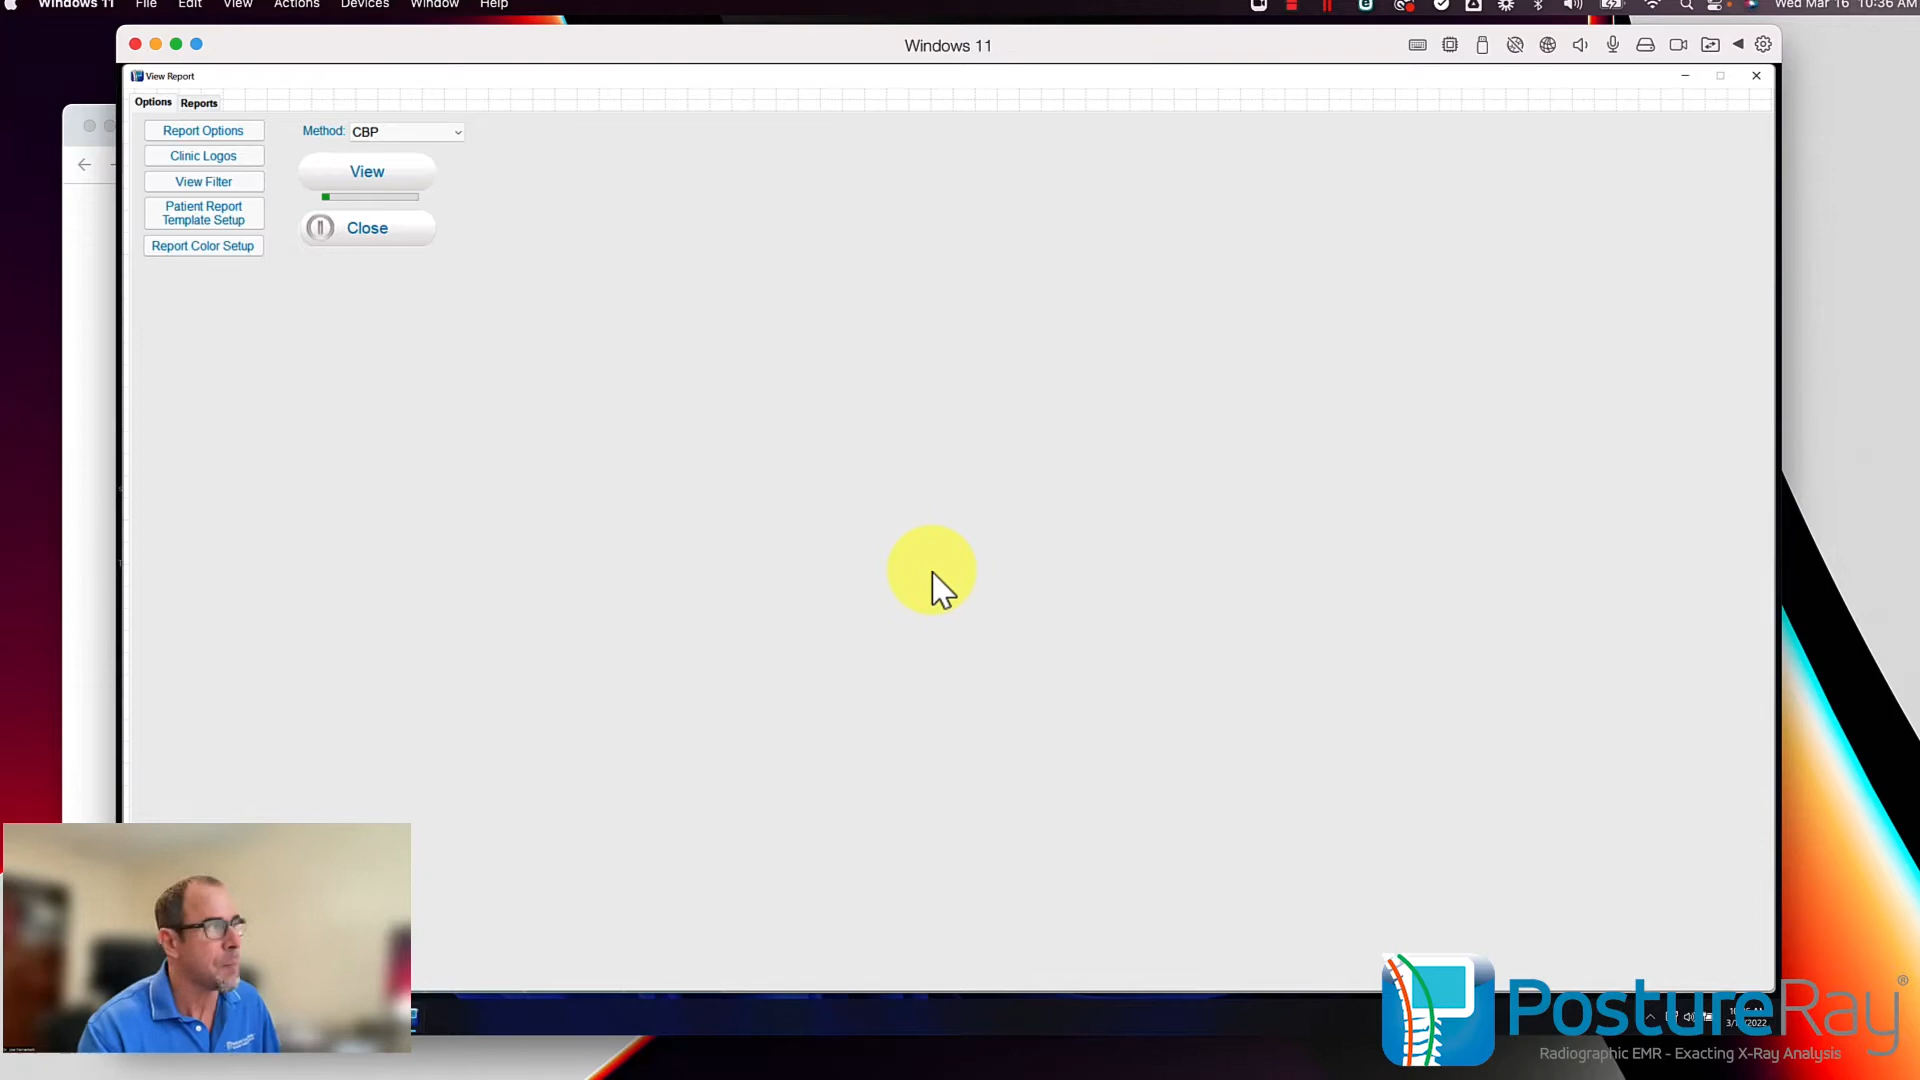 Windows 11 File Edit View Actions Devices Window Help Wed Mar 16 10:36 AM
Windows 11
View Report
Options Reports
Report Options
Method: CBP
Clinic Logos
View
View Filter
Patient Report
Template Setup
Close
Report Color Setup
PostureRay®
Radiographic EMR - Exacting X-Ray Analysis